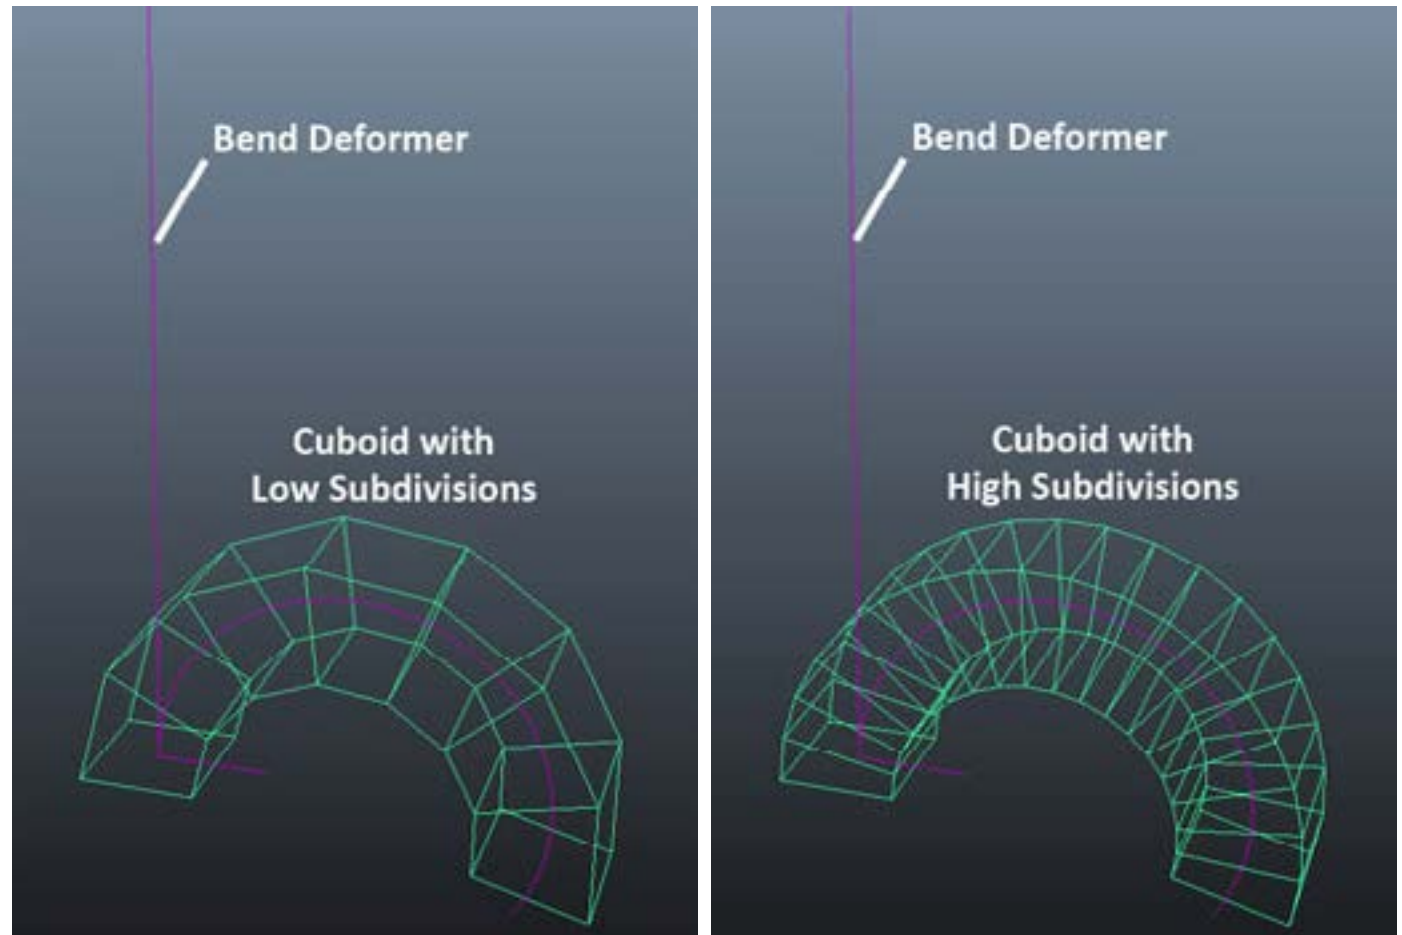 Bend Deformer
Cuboid with
Low Subdivisions
Bend Deformer
Cuboid with
High Subdivisions